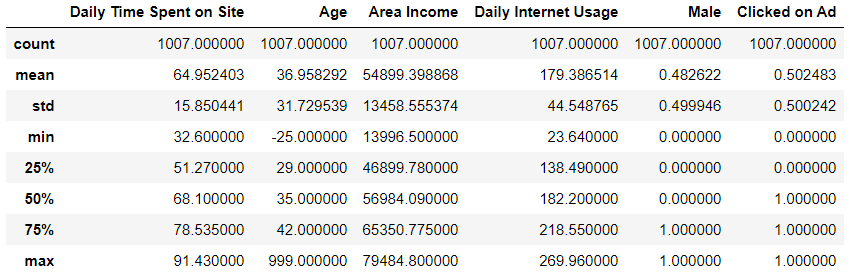 Daily Time Spent on Site Age Area Income Daily Internet Usage Male Clicked on Ad
count 1007.000000 1007.000000 1007.000000 1007.000000 1007.000000 1007.000000
mean 64.952403 36.958292 54899.398868 179.386514 0.482622 0.502483
std 15.850441 31.729539 13458.555374 44.548765 0.499946 0.500242
min 32.600000 -25.000000 13996.500000 23.640000 0.000000 0.000000
25% 51.270000 29.000000 46899.780000 138.490000 0.000000 0.000000
50% 68.100000 35.000000 56984.090000 182.200000 0.000000 1.000000
75% 78.535000 42.000000 65350.775000 218.550000 1.000000 1.000000
max 91.430000 999.000000 79484.800000 269.960000 1.000000 1.000000